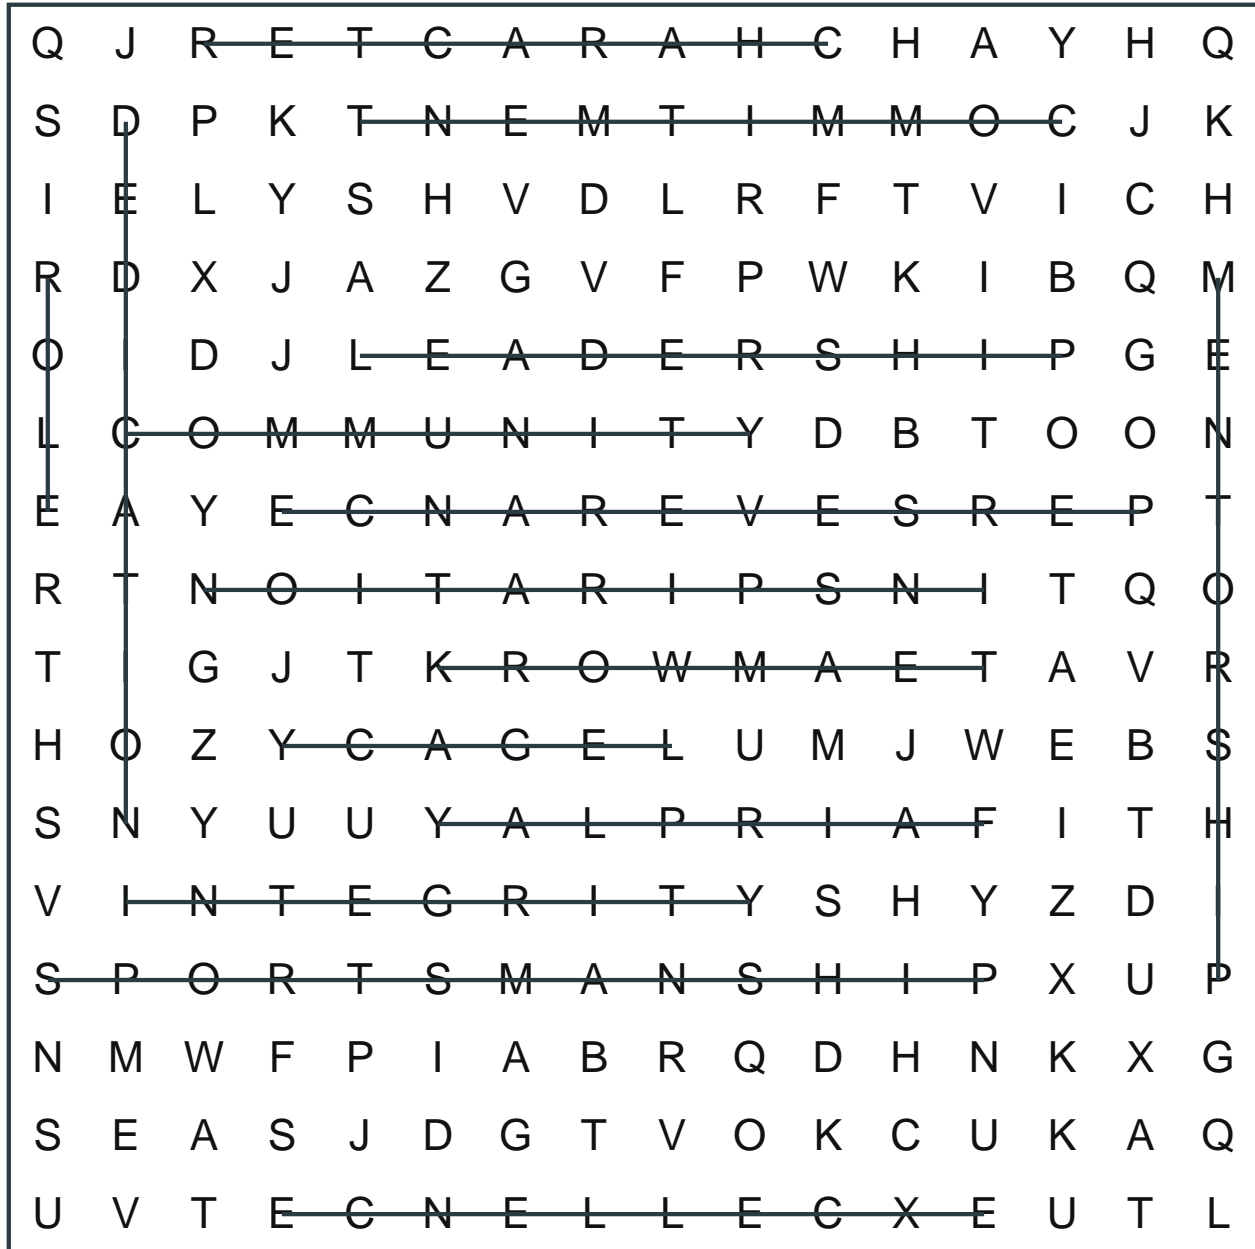 Q J R E T C A R A H C H A Y H Q
S D P K T N E M T I M M O C J K
I E L Y S H V D L R F T V I C H
R D X J A Z G V F P W K I B Q M
O I D J L E A D E R S H I P G E
L C O M M U N I T Y D B T O O N
E A Y E C N A R E V E S R E P T
R T N O I T A R I P S N I T Q O
T I G J T K R O W M A E T A V R
H O Z Y C A G E L U M J W E B S
S N Y U U Y A L P R I A F I T H
V I N T E G R I T Y S H Y Z D I
S P O R T S M A N S H I P X U P
N M W F P I A B R Q D H N K X G
S E A S J D G T V O K C U K A Q
U V T E C N E L L E C X E U T L